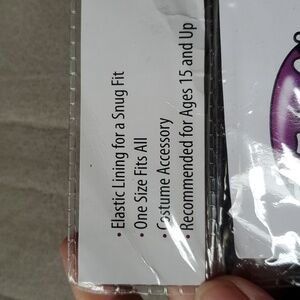 • Elastic Lining for a Snug Fit
• One Size Fits All
• Costume Accessory
• Recommended for Ages 15 and Up